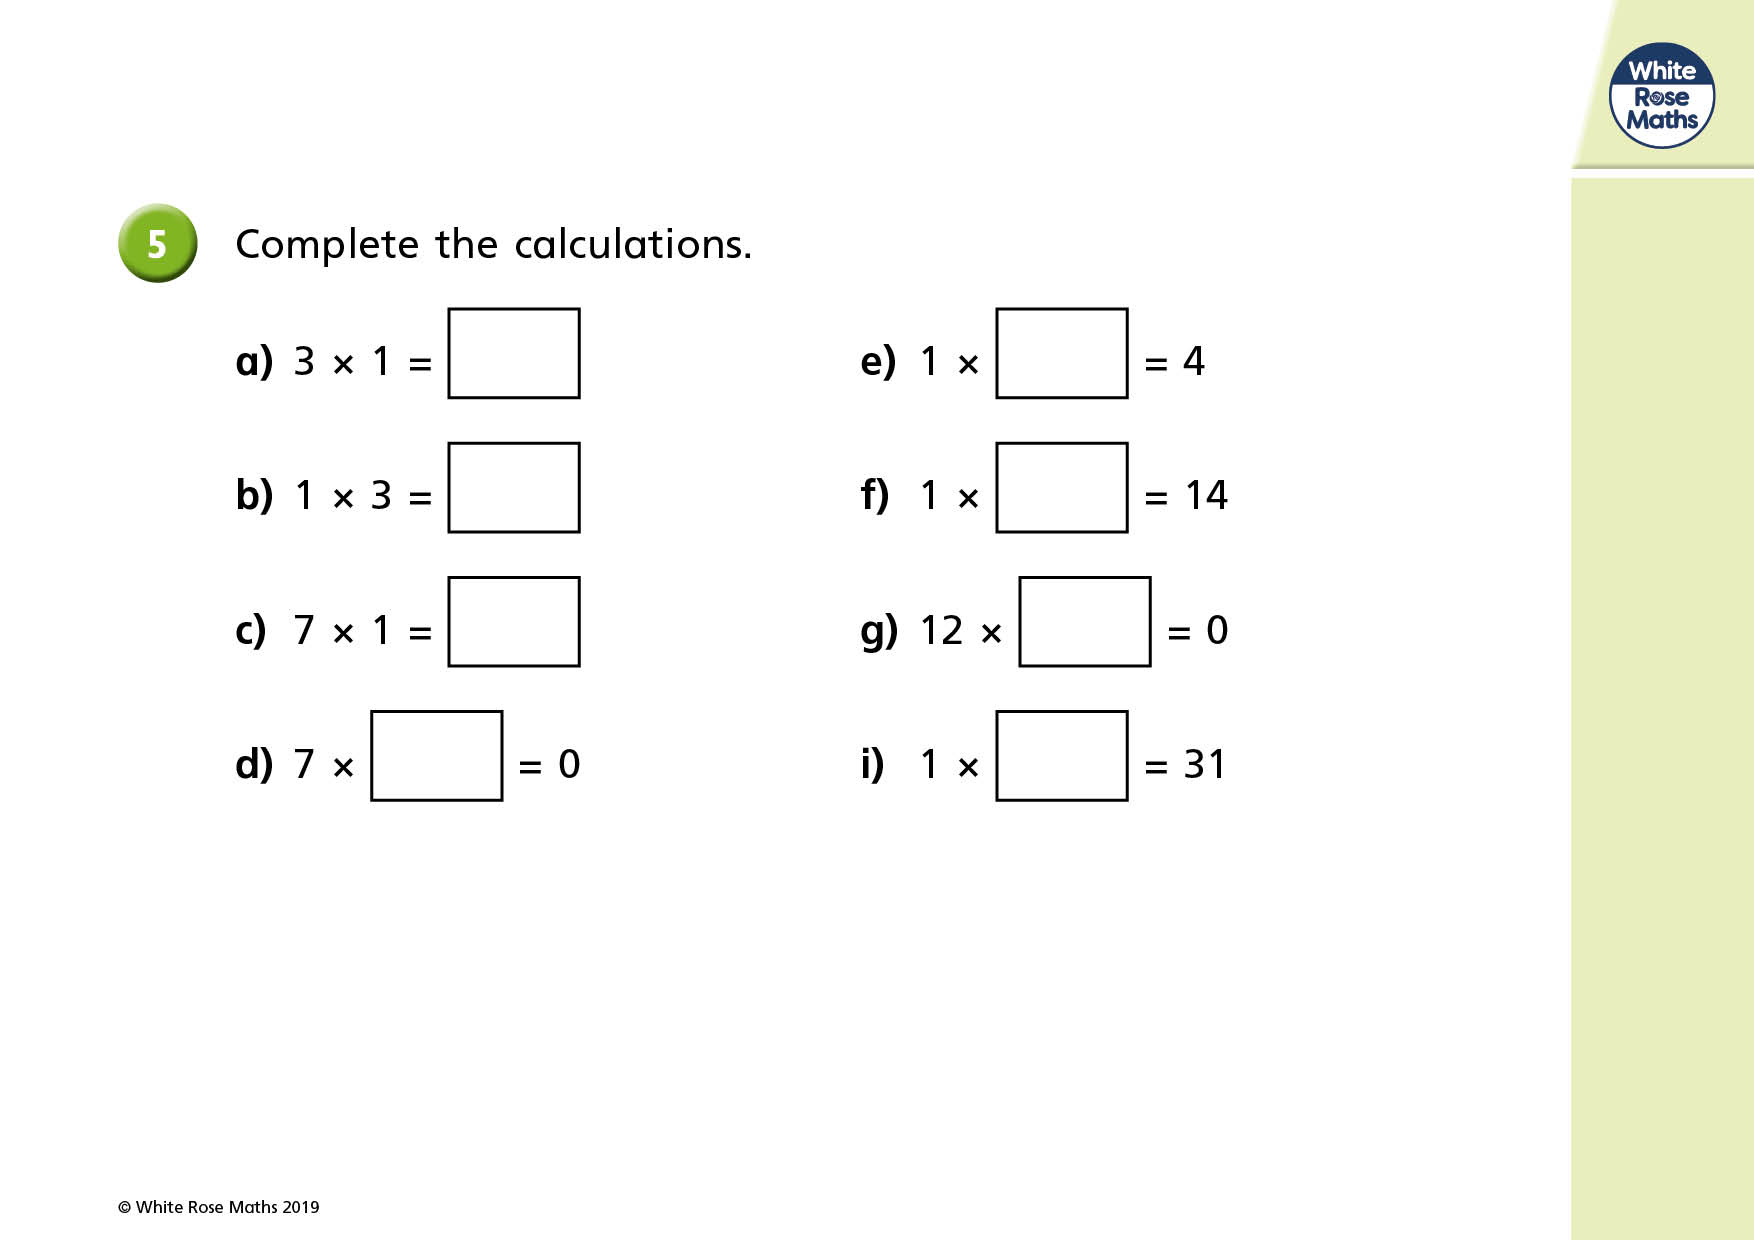 White
Rose
Maths
5 Complete the calculations.
a) 3 × 1 =
b) 1 × 3 =
c) 7 × 1 =
d) 7 × = 0
e) 1 × = 4
f) 1 × = 14
g) 12 × = 0
i) 1 × = 31
© White Rose Maths 2019